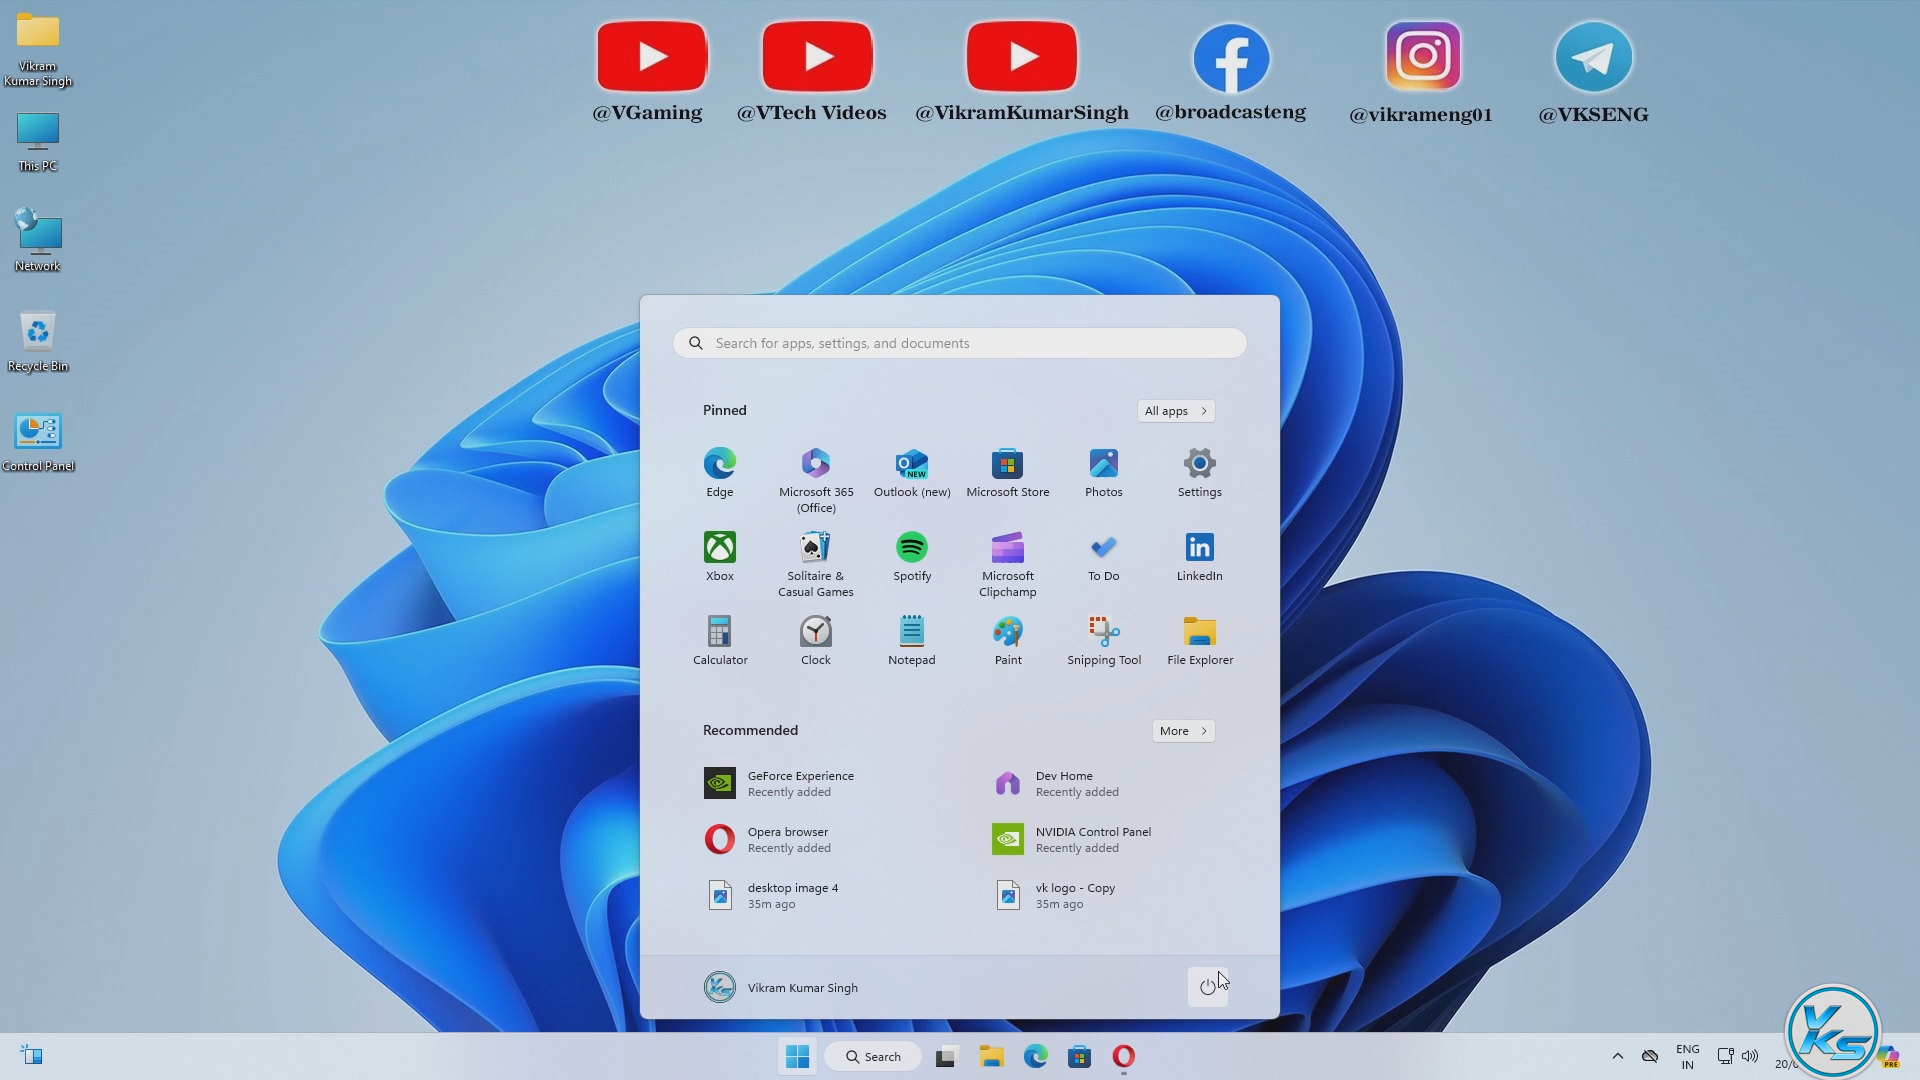 @VGaming
@VTech Videos
@VikramKumarSingh
@broadcasteng
@vikrameng01
@VKSENG
Vikram
Kumar Singh
This PC
Network
Recycle Bin
Control Panel
Search for apps, settings, and documents
Pinned
All apps
Edge
Microsoft 365
(Office)
Outlook (new)
NEW
Microsoft Store
Photos
Settings
Xbox
Solitaire &
Casual Games
Spotify
Microsoft
Clipchamp
To Do
LinkedIn
Calculator
Clock
Notepad
Paint
Snipping Tool
File Explorer
Recommended
More
GeForce Experience
Recently added
Dev Home
Recently added
Opera browser
Recently added
NVIDIA Control Panel
Recently added
desktop image 4
35m ago
vk logo - Copy
35m ago
VKS
Vikram Kumar Singh
Search
ENG
IN
VKS
PRE